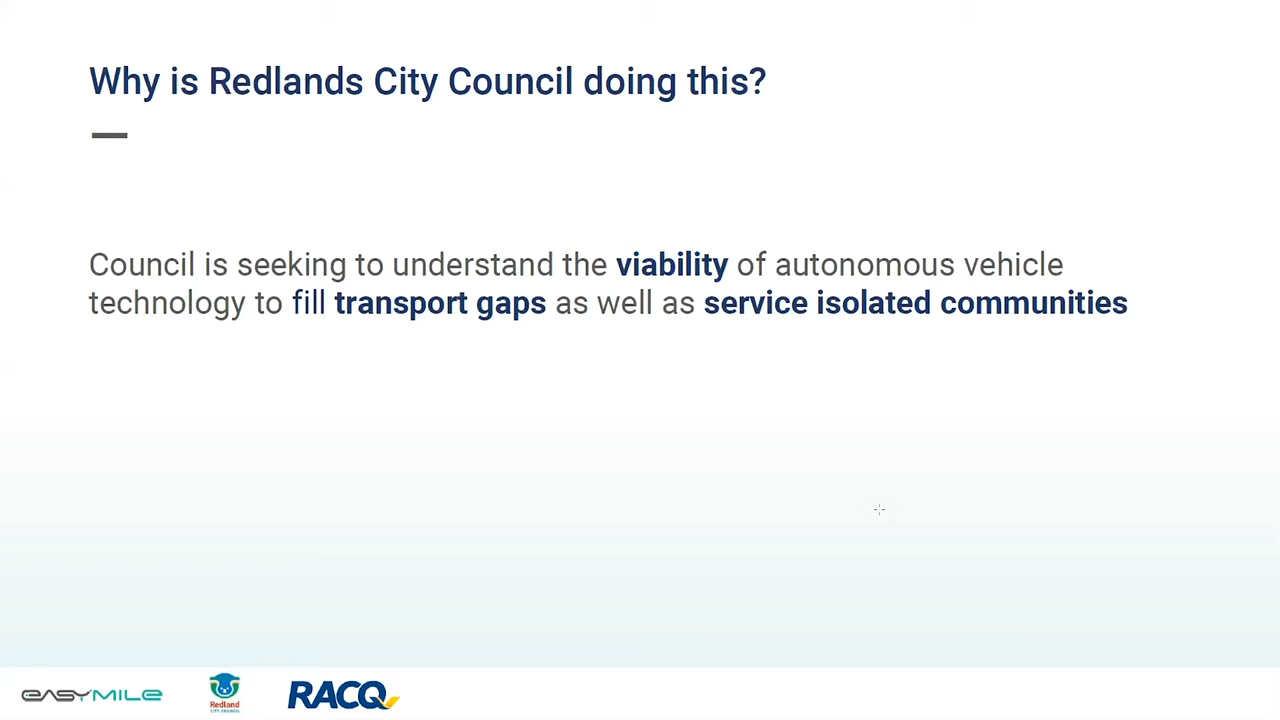 Why is Redlands City Council doing this?
Council is seeking to understand the viability of autonomous vehicle
technology to fill transport gaps as well as service isolated communities
EASYMILE
Redland
CITY COUNCIL
RACQ